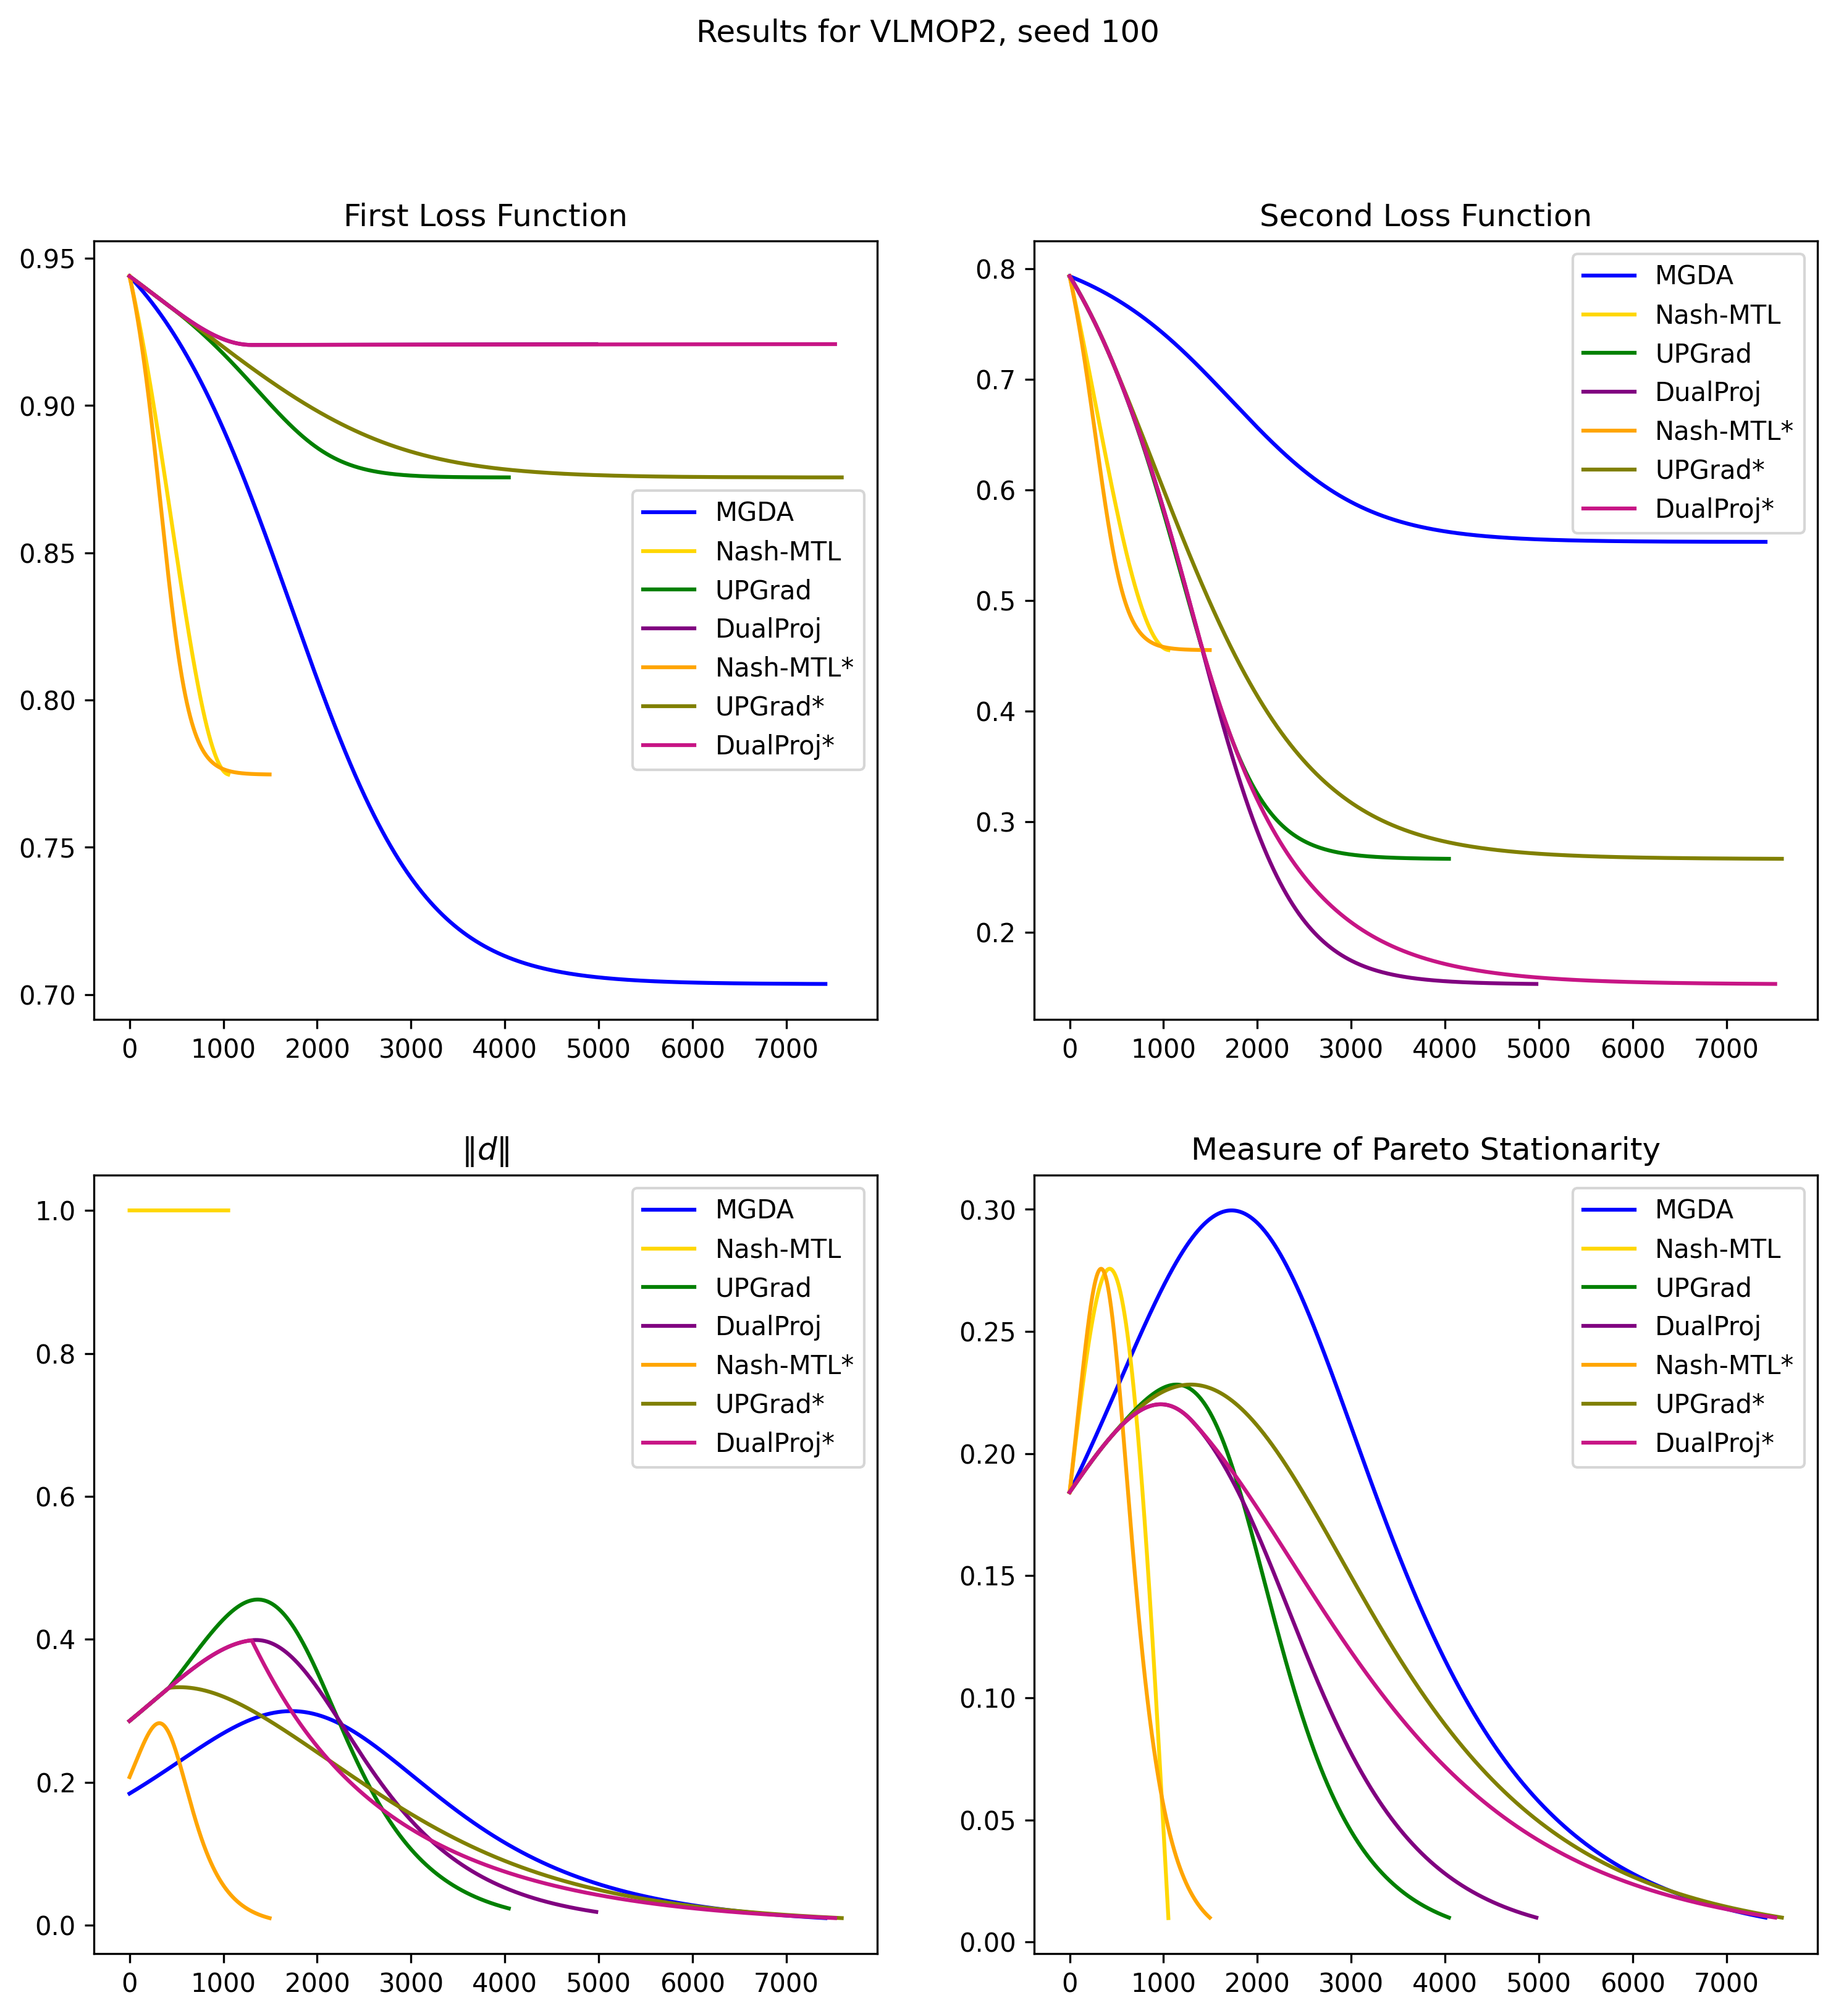 Results for VLMOP2, seed 100
First Loss Function
0.95
0.90
0.85
0.80
0.75
0.70
0 1000 2000 3000 4000 5000 6000 7000
MGDA
Nash-MTL
UPGrad
DualProj
Nash-MTL*
UPGrad*
DualProj*
Second Loss Function
0.8
0.7
0.6
0.5
0.4
0.3
0.2
0 1000 2000 3000 4000 5000 6000 7000
MGDA
Nash-MTL
UPGrad
DualProj
Nash-MTL*
UPGrad*
DualProj*
‖d‖
1.0
0.8
0.6
0.4
0.2
0.0
0 1000 2000 3000 4000 5000 6000 7000
MGDA
Nash-MTL
UPGrad
DualProj
Nash-MTL*
UPGrad*
DualProj*
Measure of Pareto Stationarity
0.30
0.25
0.20
0.15
0.10
0.05
0.00
0 1000 2000 3000 4000 5000 6000 7000
MGDA
Nash-MTL
UPGrad
DualProj
Nash-MTL*
UPGrad*
DualProj*